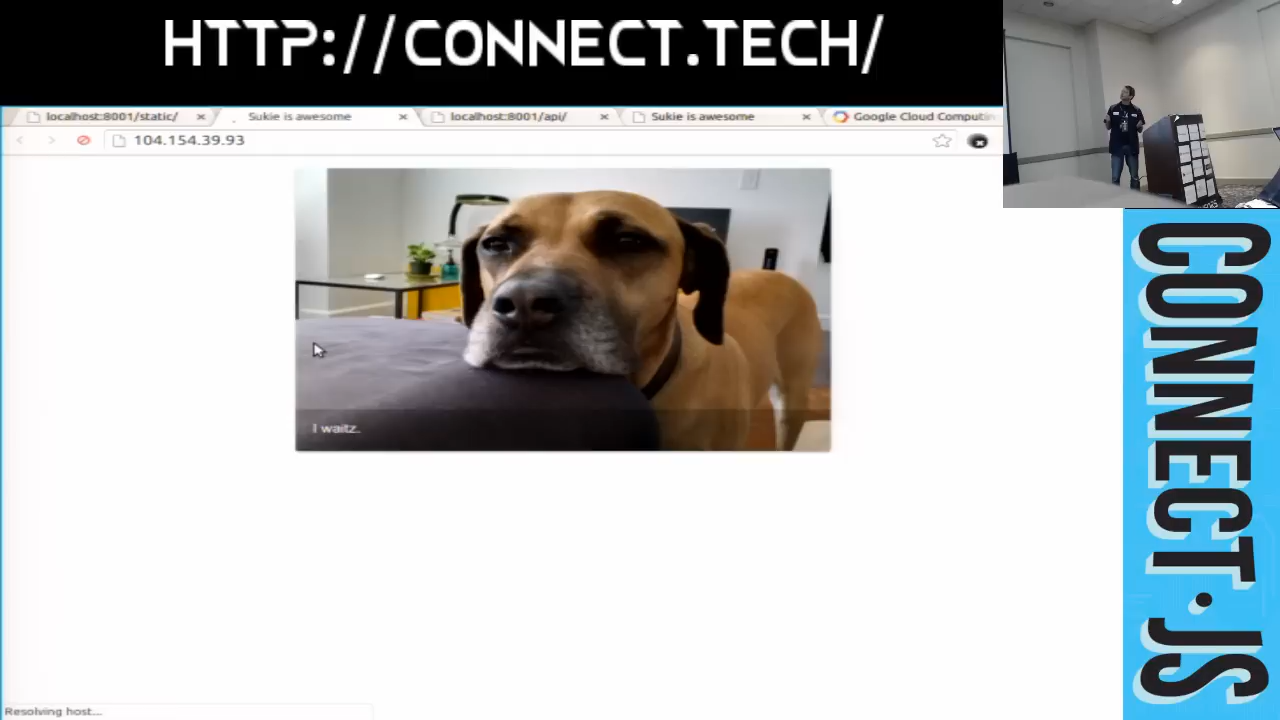 HTTP://CONNECT.TECH/
localhost:8001/static/
Sukie is awesome
localhost:8001/api/
Sukie is awesome
Google Cloud Computin
104.154.39.93
I waitz.
Resolving host...
CONNECT·JS